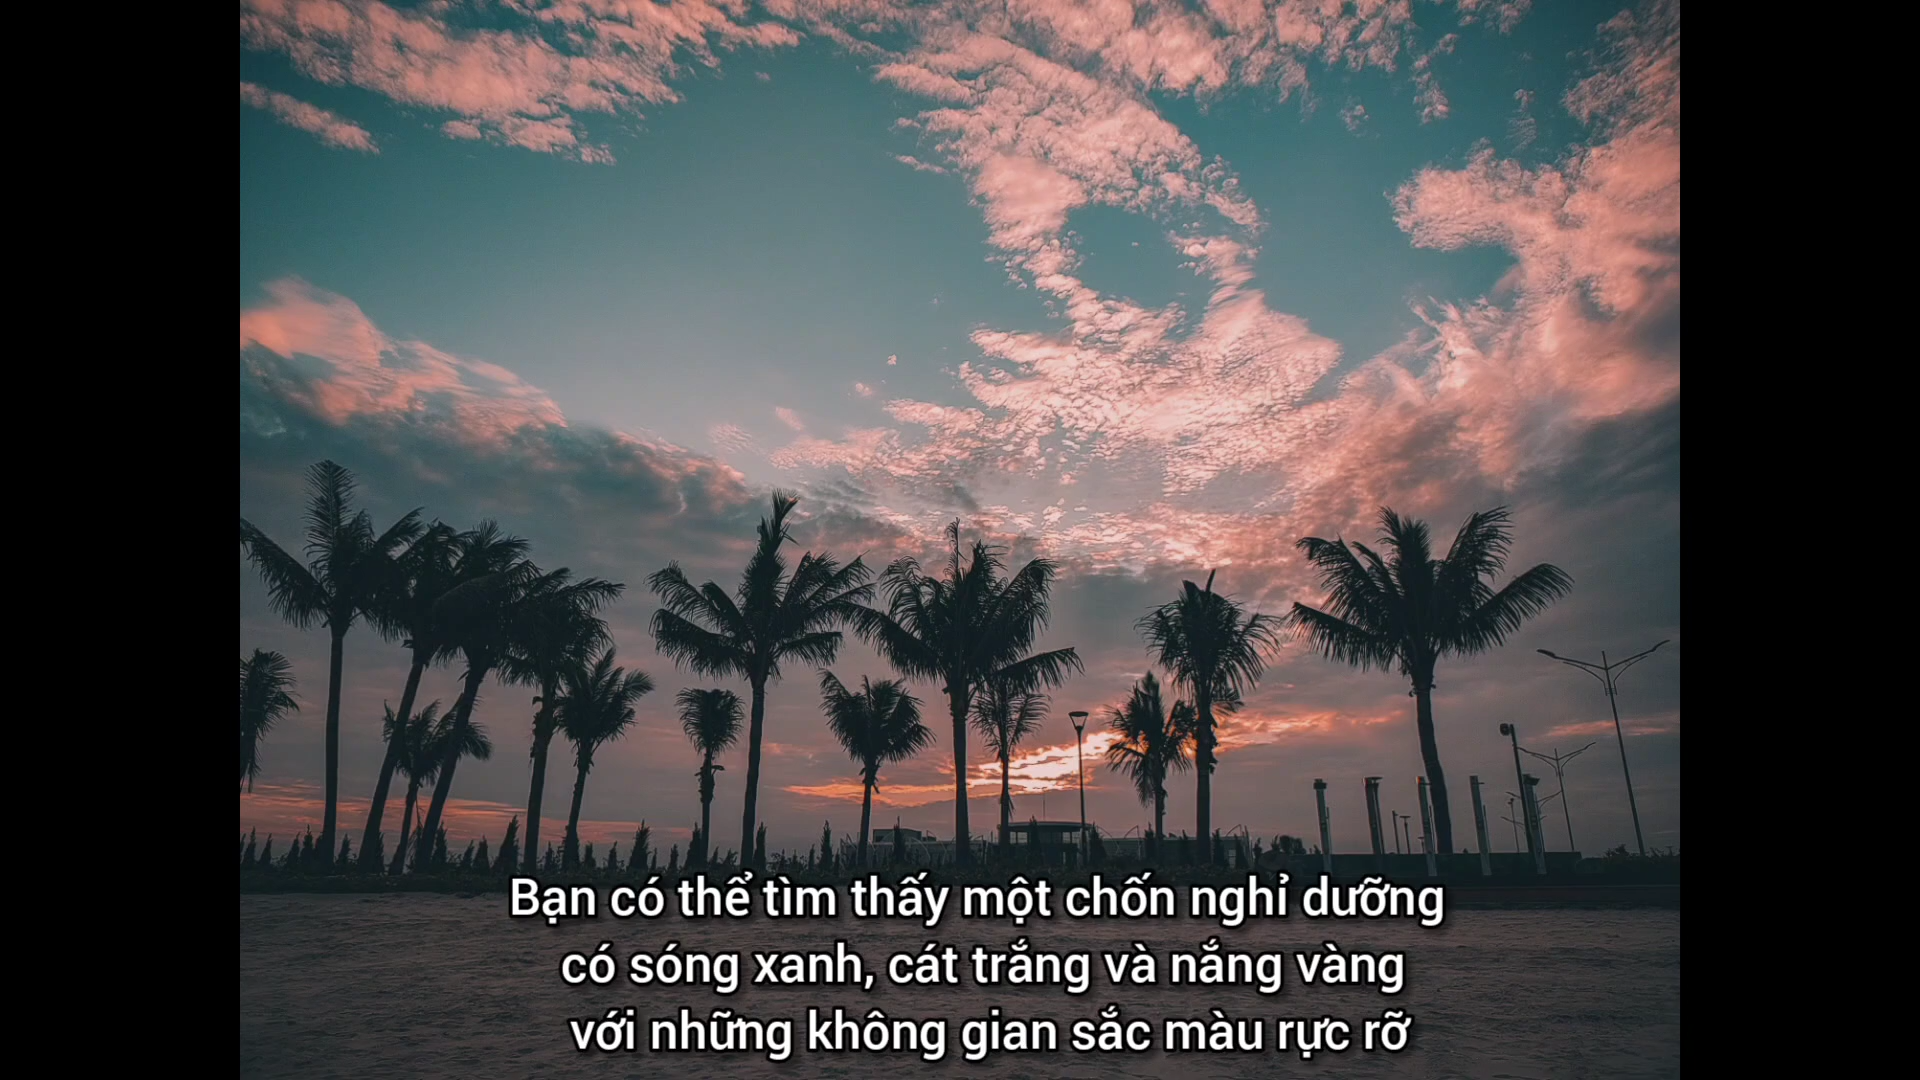 Bạn có thể tìm thấy một chốn nghỉ dưỡng
có sóng xanh, cát trắng và nắng vàng
với những không gian sắc màu rực rỡ